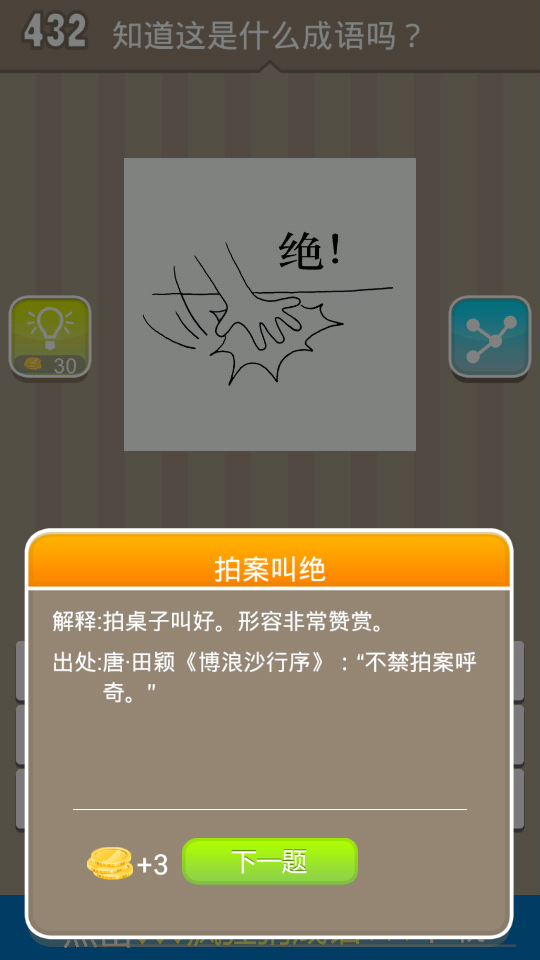 432 知道这是什么成语吗？
绝！
30
拍案叫绝
解释:拍桌子叫好。形容非常赞赏。
出处:唐·田颖《博浪沙行序》：“不禁拍案呼
奇。”
+3 下一题